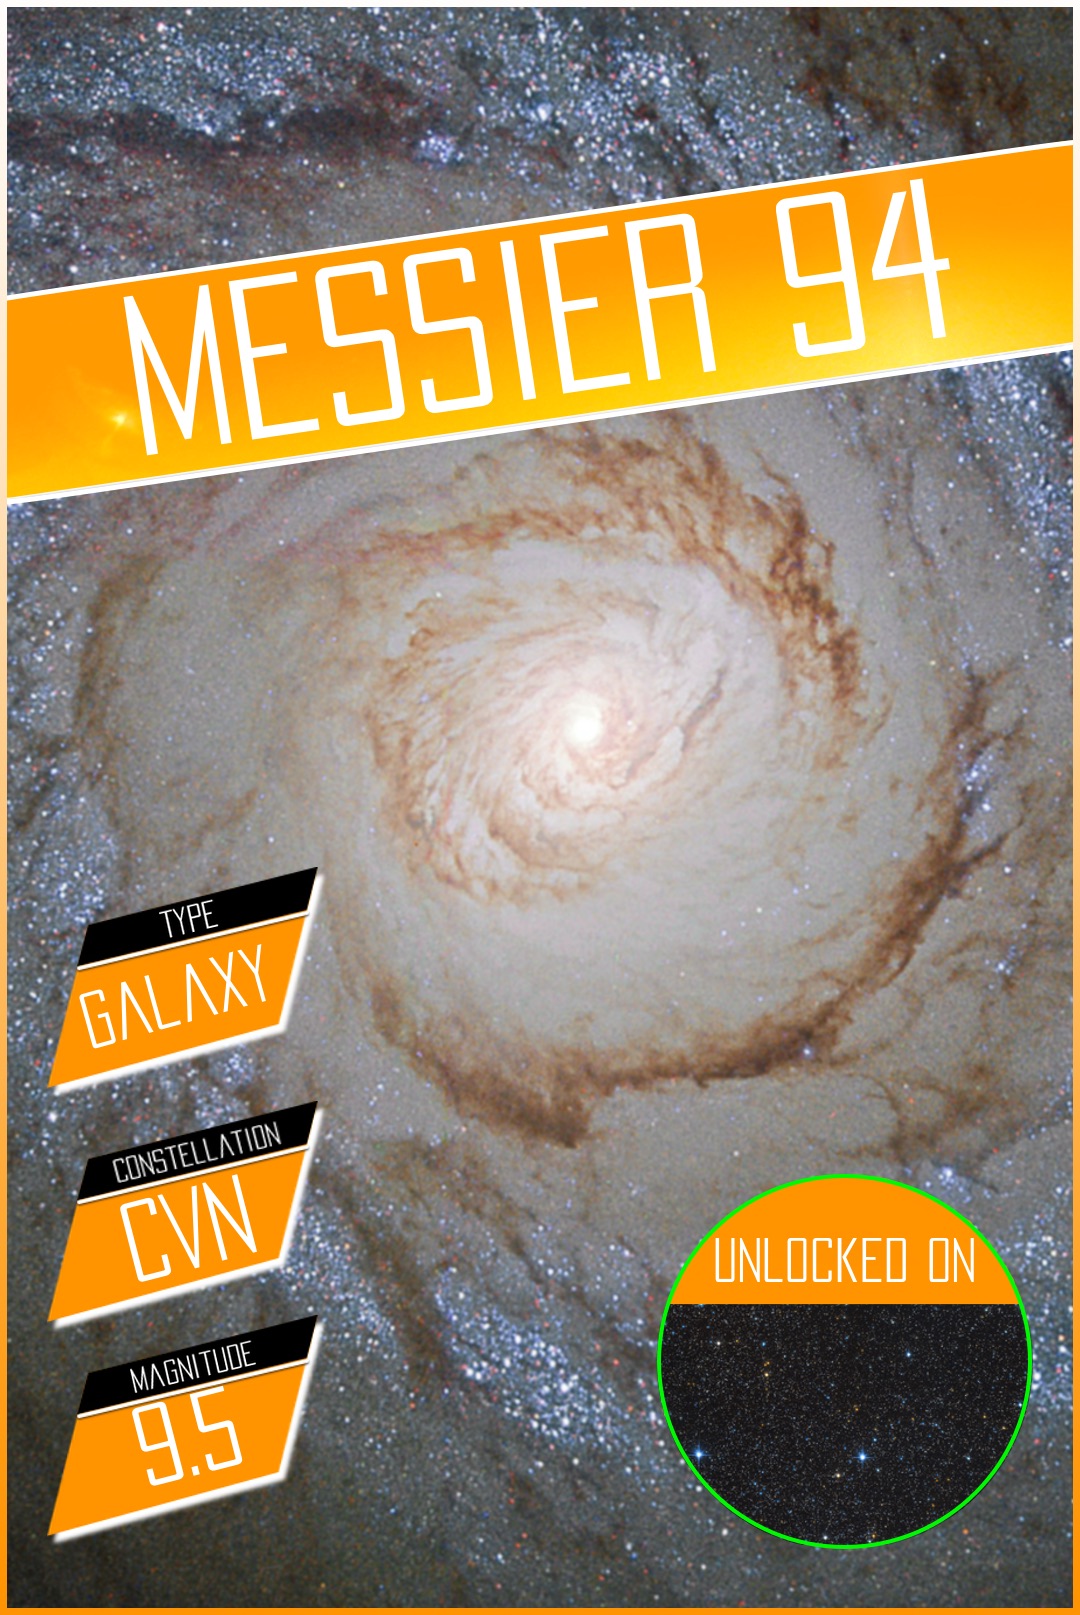 MESSIER 94
TYPE
GALAXY
CONSTELLATION
CVN
MAGNITUDE
9.5
UNLOCKED ON